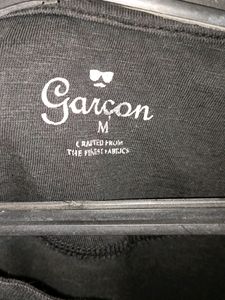 Garçon
M
CRAFTED FROM
THE FINEST FABRICS